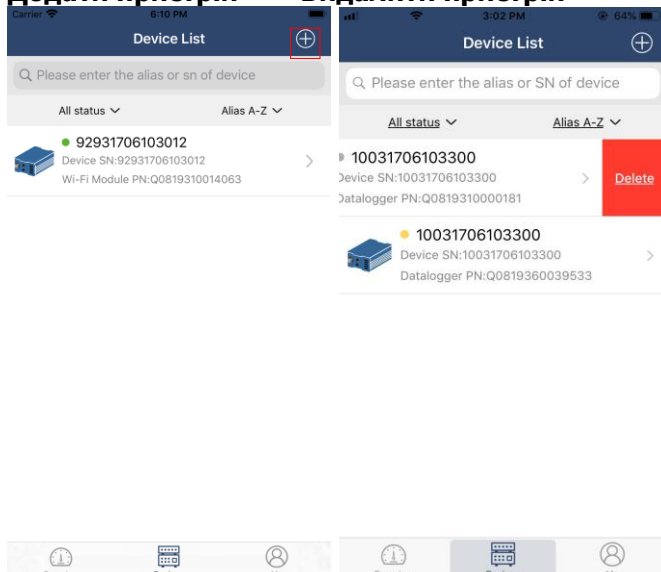 Carrier 6:10 PM
Device List
Please enter the alias or sn of device
All status Alias A-Z
92931706103012
Device SN:92931706103012
Wi-Fi Module PN:Q0819310014063
3:02 PM 64%
Device List
Please enter the alias or SN of device
All status Alias A-Z
10031706103300
Device SN:10031706103300
Datalogger PN:Q0819310000181
Delete
10031706103300
Device SN:10031706103300
Datalogger PN:Q0819360039533